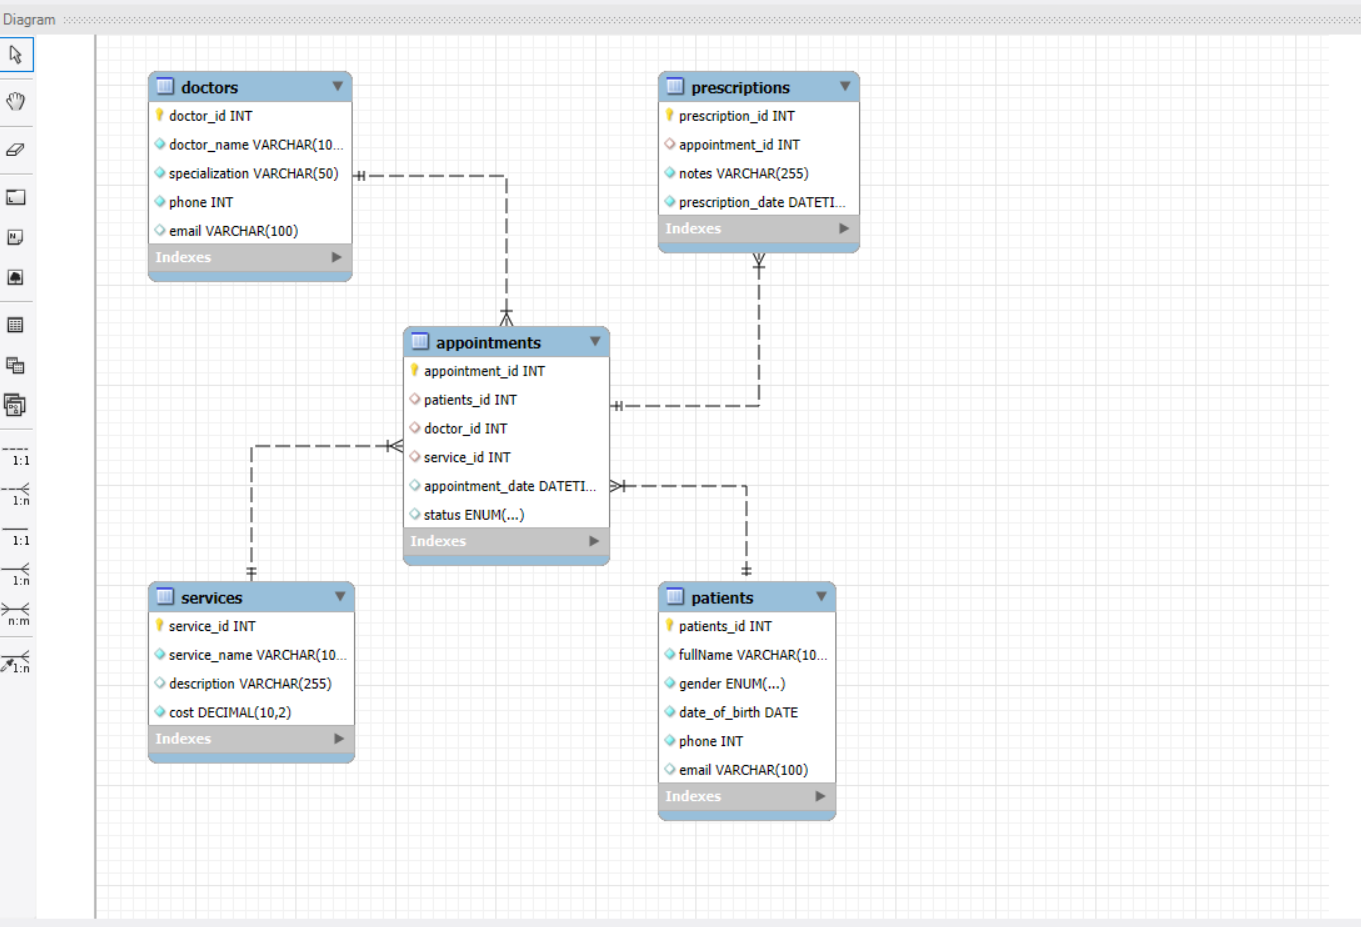 Diagram
doctors
doctor_id INT
doctor_name VARCHAR(10...
specialization VARCHAR(50)
phone INT
email VARCHAR(100)
Indexes
prescriptions
prescription_id INT
appointment_id INT
notes VARCHAR(255)
prescription_date DATETI...
Indexes
appointments
appointment_id INT
patients_id INT
doctor_id INT
service_id INT
appointment_date DATETI...
status ENUM(...)
Indexes
services
service_id INT
service_name VARCHAR(10...
description VARCHAR(255)
cost DECIMAL(10,2)
Indexes
patients
patients_id INT
fullName VARCHAR(10...
gender ENUM(...)
date_of_birth DATE
phone INT
email VARCHAR(100)
Indexes
1:1
1:n
1:1
1:n
n:m
1:n